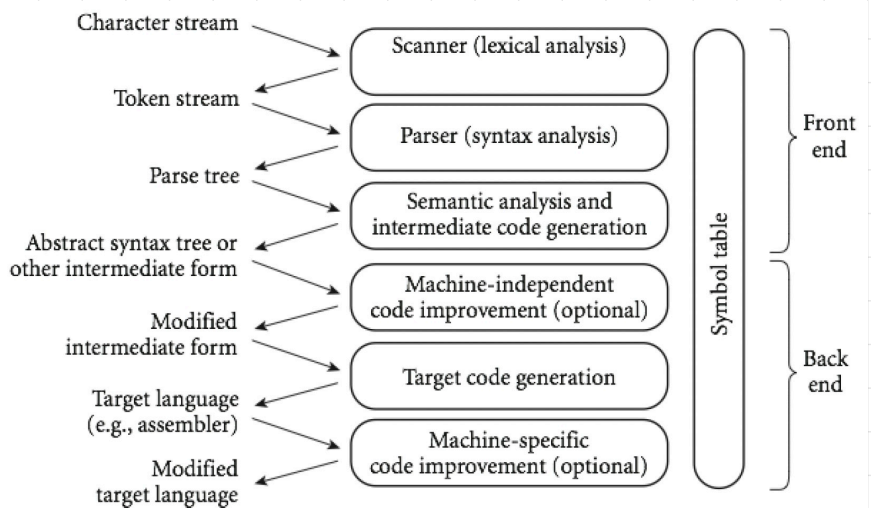 Character stream
Scanner (lexical analysis)
Token stream
Parser (syntax analysis)
Parse tree
Semantic analysis and
intermediate code generation
Abstract syntax tree or
other intermediate form
Machine-independent
code improvement (optional)
Modified
intermediate form
Target code generation
Target language
(e.g., assembler)
Machine-specific
code improvement (optional)
Modified
target language
Symbol table
Front
end
Back
end